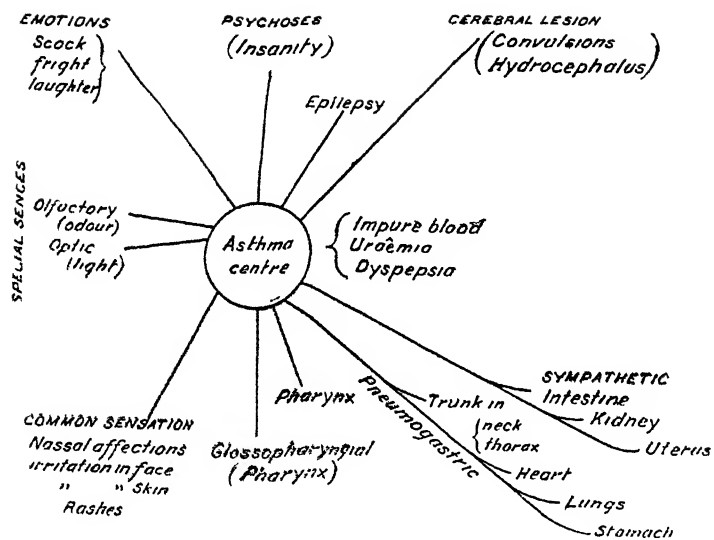 EMOTIONS
Scock
fright
laughter
PSYCHOSES
(Insanity)
Epilepsy
CEREBRAL LESION
(Convulsions
Hydrocephalus)
SPECIAL SENCES
Olfactory
(odour)
Optic
(light)
Asthma
centre
Impure blood
Uraêmia
Dyspepsia
COMMON SENSATION
Nassal affections
irritation in face
" " Skin
Rashes
Glossopharyngial
(Pharynx)
Pharynx
Pneumogastric
Trunk in
neck
thorax
Heart
Lungs
Stomach
SYMPATHETIC
Intestine
Kidney
Uterus